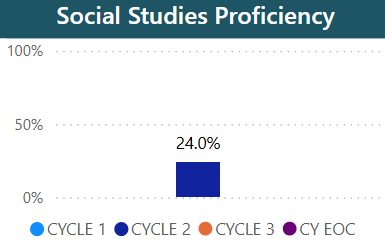 Social Studies Proficiency
100%
50%
24.0%
0%
CYCLE 1 CYCLE 2 CYCLE 3 CY EOC